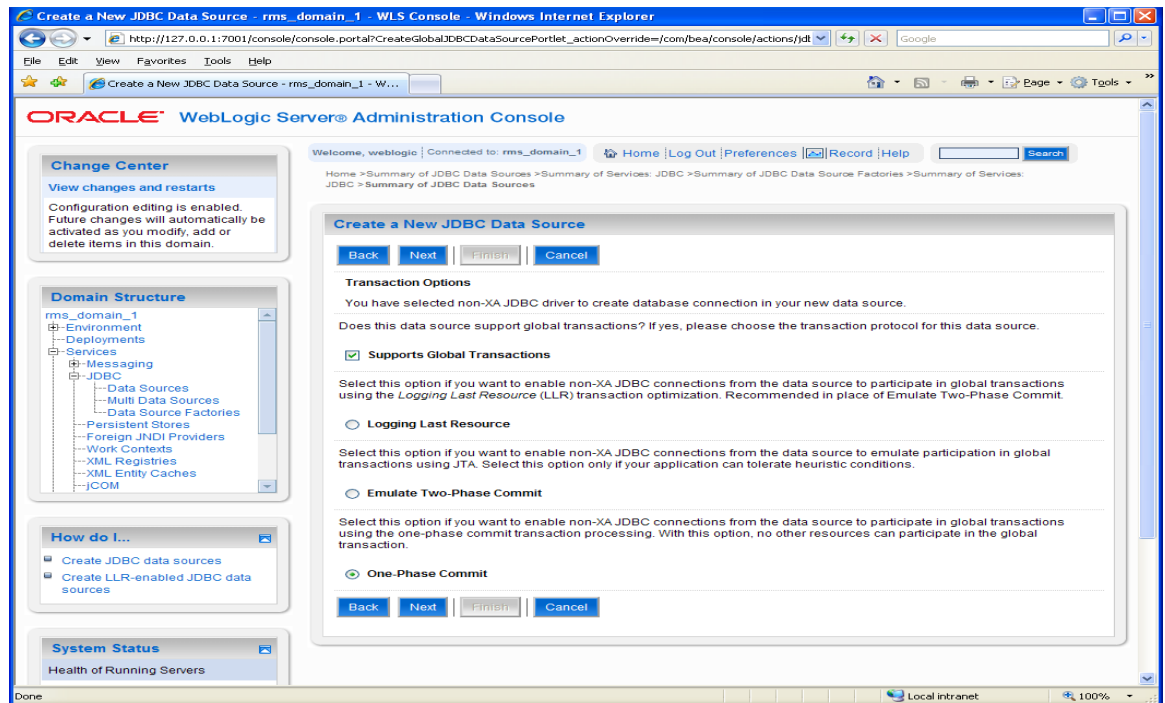 Create a New JDBC Data Source - rms_domain_1 - WLS Console - Windows Internet Explorer
http://127.0.0.1:7001/console/console.portal?CreateGlobalJDBCDataSourcePortlet_actionOverride=/com/bea/console/actions/jdt
Google
File Edit View Favorites Tools Help
Create a New JDBC Data Source - rms_domain_1 - W...
Page Tools
ORACLE WebLogic Server® Administration Console
Change Center
View changes and restarts
Configuration editing is enabled.
Future changes will automatically be
activated as you modify, add or
delete items in this domain.
Domain Structure
rms_domain_1
Environment
Deployments
Services
Messaging
JDBC
Data Sources
Multi Data Sources
Data Source Factories
Persistent Stores
Foreign JNDI Providers
Work Contexts
XML Registries
XML Entity Caches
jCOM
How do I...
Create JDBC data sources
Create LLR-enabled JDBC data
sources
System Status
Health of Running Servers
Welcome, weblogic Connected to: rms_domain_1 Home Log Out Preferences Record Help Search
Home >Summary of JDBC Data Sources >Summary of Services: JDBC >Summary of JDBC Data Source Factories >Summary of Services:
JDBC >Summary of JDBC Data Sources
Create a New JDBC Data Source
Back Next Finish Cancel
Transaction Options
You have selected non-XA JDBC driver to create database connection in your new data source.
Does this data source support global transactions? If yes, please choose the transaction protocol for this data source.
Supports Global Transactions
Select this option if you want to enable non-XA JDBC connections from the data source to participate in global transactions
using the Logging Last Resource (LLR) transaction optimization. Recommended in place of Emulate Two-Phase Commit.
Logging Last Resource
Select this option if you want to enable non-XA JDBC connections from the data source to emulate participation in global
transactions using JTA. Select this option only if your application can tolerate heuristic conditions.
Emulate Two-Phase Commit
Select this option if you want to enable non-XA JDBC connections from the data source to participate in global transactions
using the one-phase commit transaction processing. With this option, no other resources can participate in the global
transaction.
One-Phase Commit
Back Next Finish Cancel
Done
Local intranet
100%